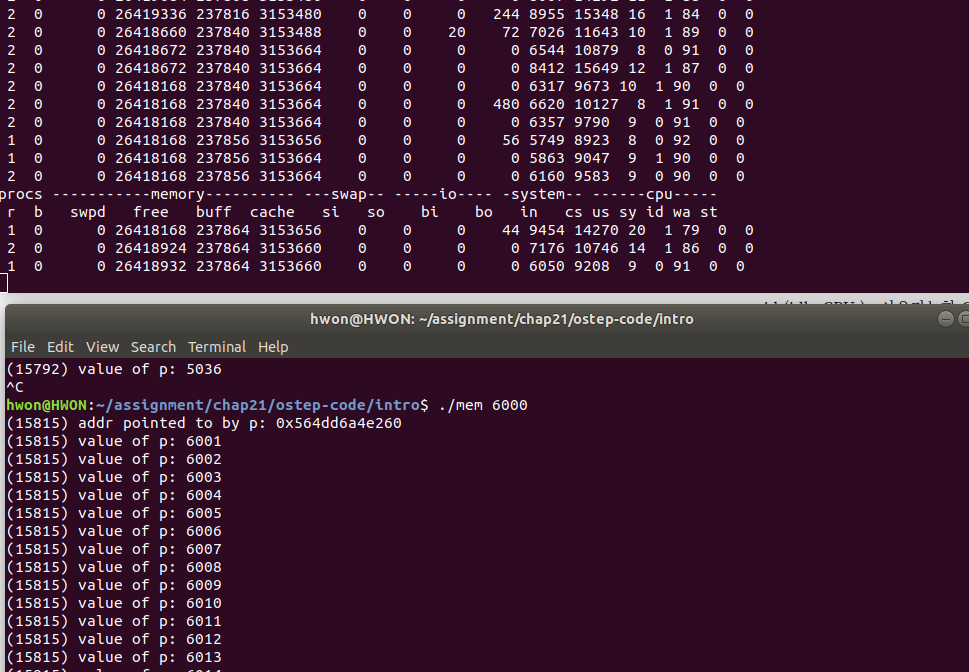 2  0      0 26419336 237816 3153480    0    0     0   244 8955 15348 16  1 84  0  0
2  0      0 26418660 237840 3153488    0    0    20    72 7026 11643 10  1 89  0  0
2  0      0 26418672 237840 3153664    0    0     0     0 6544 10879  8  0 91  0  0
2  0      0 26418672 237840 3153664    0    0     0     0 8412 15649 12  1 87  0  0
2  0      0 26418168 237840 3153664    0    0     0     0 6317 9673 10  1 90  0  0
2  0      0 26418168 237840 3153664    0    0     0   480 6620 10127  8  1 91  0  0
2  0      0 26418168 237840 3153664    0    0     0     0 6357 9790  9  0 91  0  0
1  0      0 26418168 237856 3153656    0    0     0    56 5749 8923  8  0 92  0  0
1  0      0 26418168 237856 3153664    0    0     0     0 5863 9047  9  1 90  0  0
2  0      0 26418168 237856 3153664    0    0     0     0 6160 9583  9  0 90  0  0
procs -----------memory---------- ---swap-- -----io---- -system-- ------cpu-----
r  b   swpd   free   buff  cache   si   so    bi    bo   in   cs us sy id wa st
1  0      0 26418168 237864 3153656    0    0     0    44 9454 14270 20  1 79  0  0
2  0      0 26418924 237864 3153660    0    0     0     0 7176 10746 14  1 86  0  0
1  0      0 26418932 237864 3153660    0    0     0     0 6050 9208  9  0 91  0  0
hwon@HWON: ~/assignment/chap21/ostep-code/intro
File Edit View Search Terminal Help
(15792) value of p: 5036
^C
hwon@HWON:~/assignment/chap21/ostep-code/intro$ ./mem 6000
(15815) addr pointed to by p: 0x564dd6a4e260
(15815) value of p: 6001
(15815) value of p: 6002
(15815) value of p: 6003
(15815) value of p: 6004
(15815) value of p: 6005
(15815) value of p: 6006
(15815) value of p: 6007
(15815) value of p: 6008
(15815) value of p: 6009
(15815) value of p: 6010
(15815) value of p: 6011
(15815) value of p: 6012
(15815) value of p: 6013